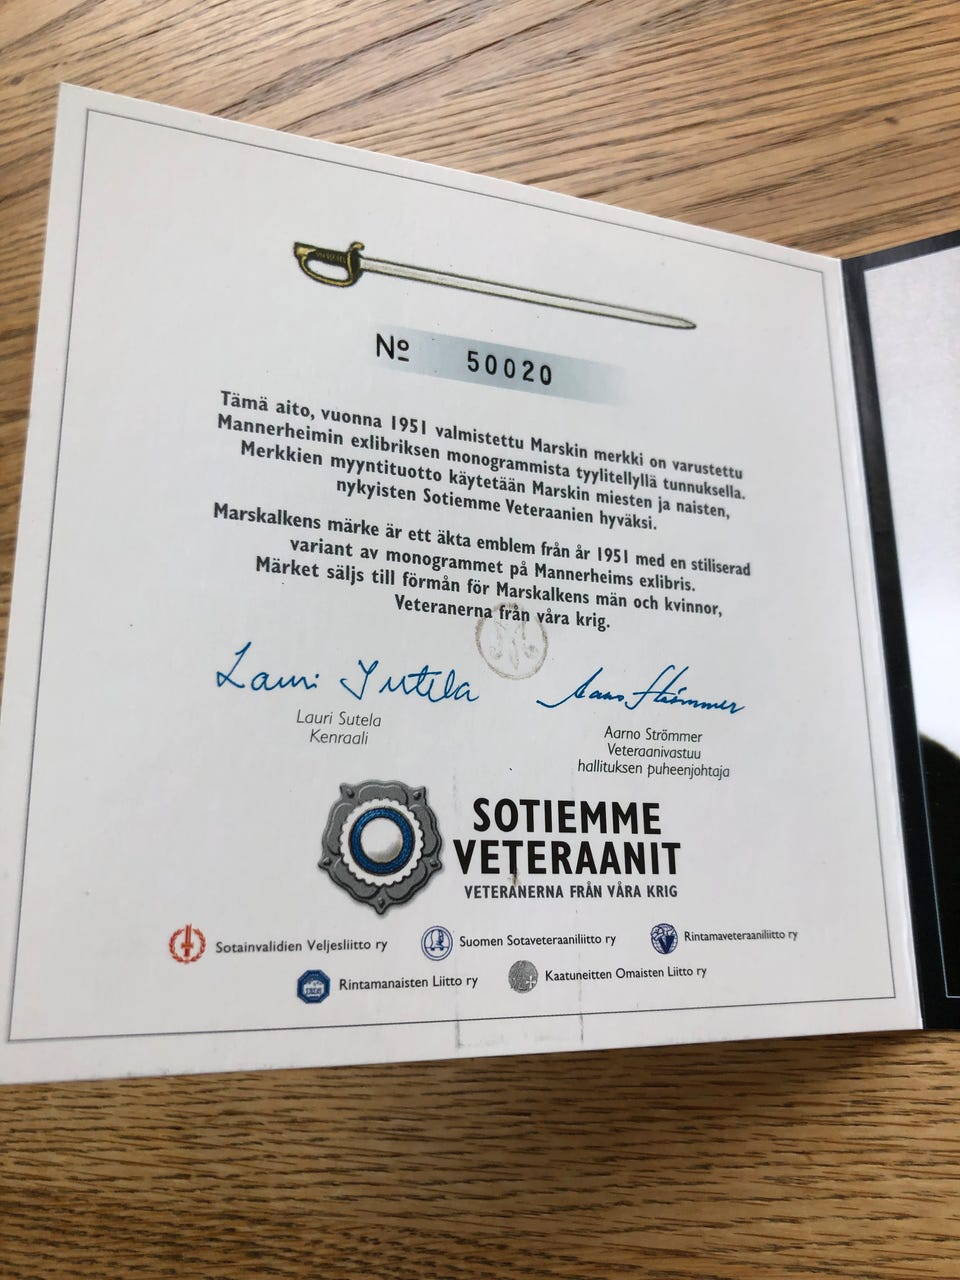 Nº 50020
Tämä aito, vuonna 1951 valmistettu Marskin merkki on varustettu
Mannerheimin exlibriksen monogrammista tyylitellyllä tunnuksella.
Merkkien myyntituotto käytetään Marskin miesten ja naisten,
nykyisten Sotiemme Veteraanien hyväksi.
Marskalkens märke är ett äkta emblem från år 1951 med en stiliserad
variant av monogrammet på Mannerheims exlibris.
Märket säljs till förmån för Marskalkens män och kvinnor,
Veteranerna från våra krig.
Lauri Sutela
Aarno Strömmer
Lauri Sutela
Kenraali
Aarno Strömmer
Veteraanivastuu
hallituksen puheenjohtaja
SOTIEMME
VETERAANIT
VETERANERNA FRÅN VÅRA KRIG
Sotainvalidien Veljesliitto ry
Suomen Sotaveteraaniliitto ry
Rintamaveteraaniliitto ry
Rintamanaisten Liitto ry
Kaatuneitten Omaisten Liitto ry